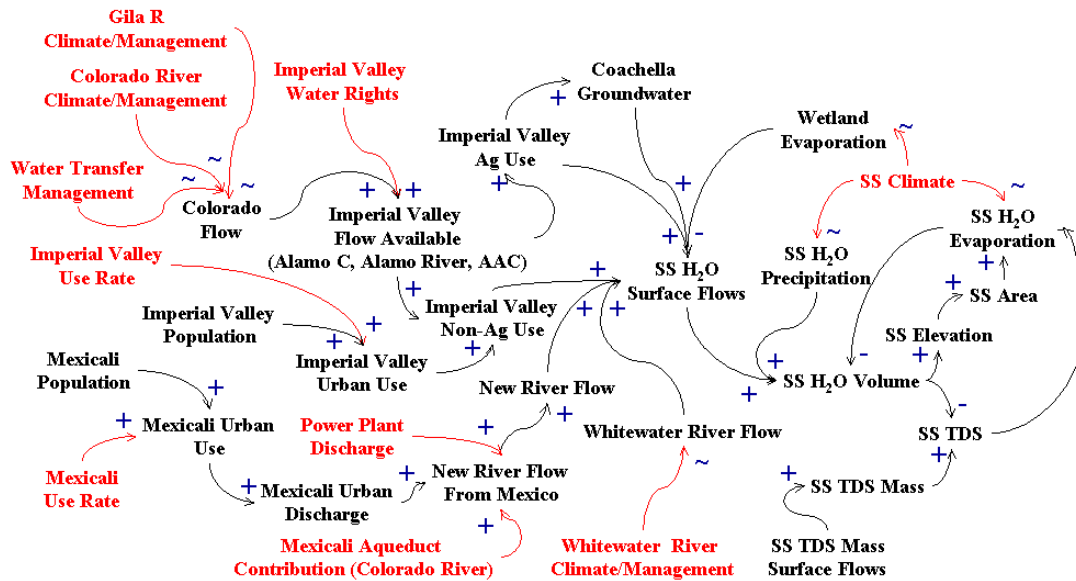 Gila R
Climate/Management
Colorado River
Climate/Management
Imperial Valley
Water Rights
Coachella
Groundwater
Water Transfer
Management
~
~
~
Colorado
Flow
+
+
Imperial Valley
Flow Available
(Alamo C, Alamo River, AAC)
+
Imperial Valley
Ag Use
+
Wetland
Evaporation
~
SS Climate
~
~
SS H2O
Evaporation
SS H2O
Precipitation
+
+
-
SS H2O
Surface Flows
+
+
+
Imperial Valley
Use Rate
Imperial Valley
Population
+
+
Imperial Valley
Urban Use
+
+
Imperial Valley
Non-Ag Use
+
SS Area
+
SS Elevation
+
-
+
+
SS H2O Volume
-
SS TDS
+
SS TDS Mass
+
SS TDS Mass
Surface Flows
Mexicali
Population
+
+
Mexicali Urban
Use
Mexicali
Use Rate
+
Mexicali Urban
Discharge
+
Power Plant
Discharge
New River Flow
+
New River Flow
From Mexico
+
Mexicali Aqueduct
Contribution (Colorado River)
Whitewater River Flow
~
Whitewater River
Climate/Management